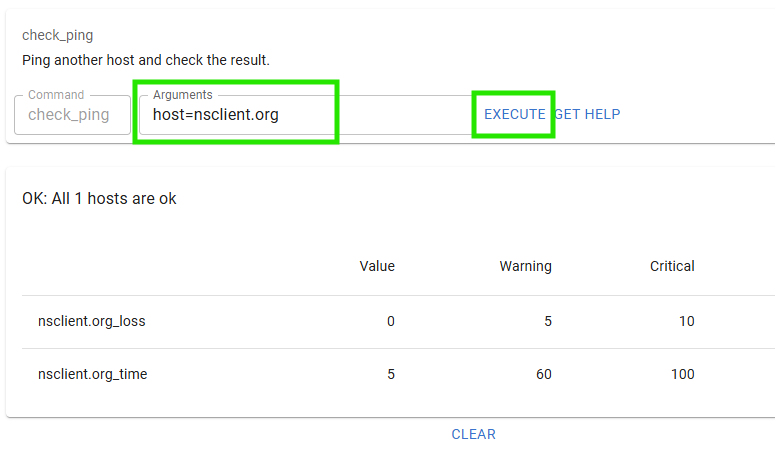 check_ping
Ping another host and check the result.
Command
Arguments
check_ping
host=nsclient.org
EXECUTE
GET HELP
OK: All 1 hosts are ok
Value Warning Critical
nsclient.org_loss 0 5 10
nsclient.org_time 5 60 100
CLEAR